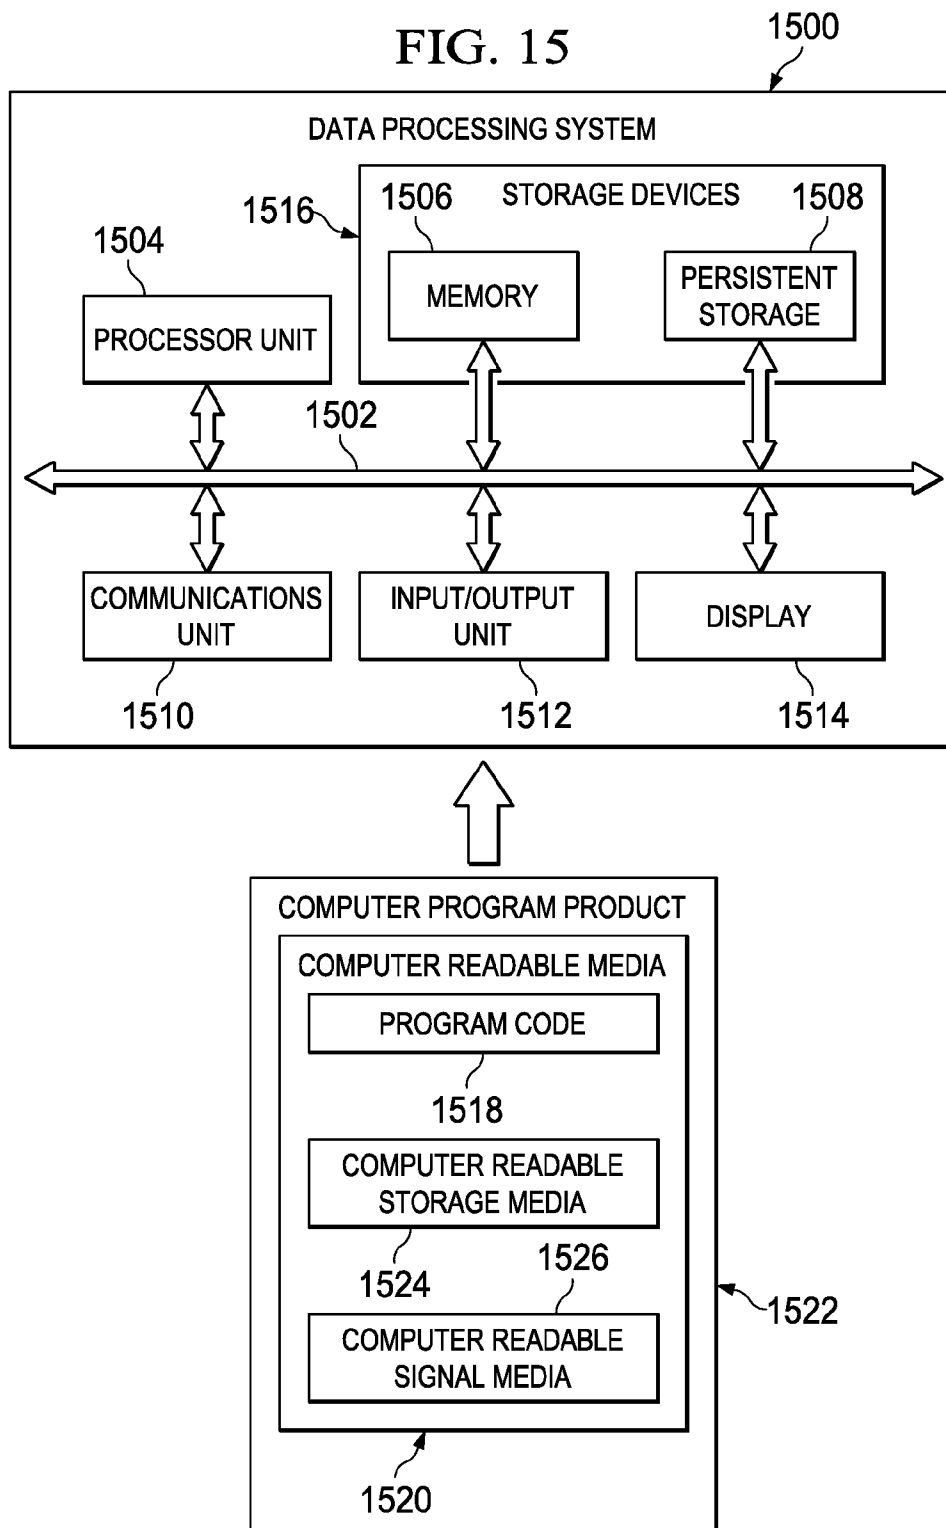 FIG. 15
1500
DATA PROCESSING SYSTEM
1516
1506
STORAGE DEVICES
1508
1504
MEMORY
PERSISTENT
STORAGE
PROCESSOR UNIT
1502
COMMUNICATIONS
UNIT
INPUT/OUTPUT
UNIT
DISPLAY
1510
1512
1514
COMPUTER PROGRAM PRODUCT
COMPUTER READABLE MEDIA
PROGRAM CODE
1518
COMPUTER READABLE
STORAGE MEDIA
1524
1526
1522
COMPUTER READABLE
SIGNAL MEDIA
1520